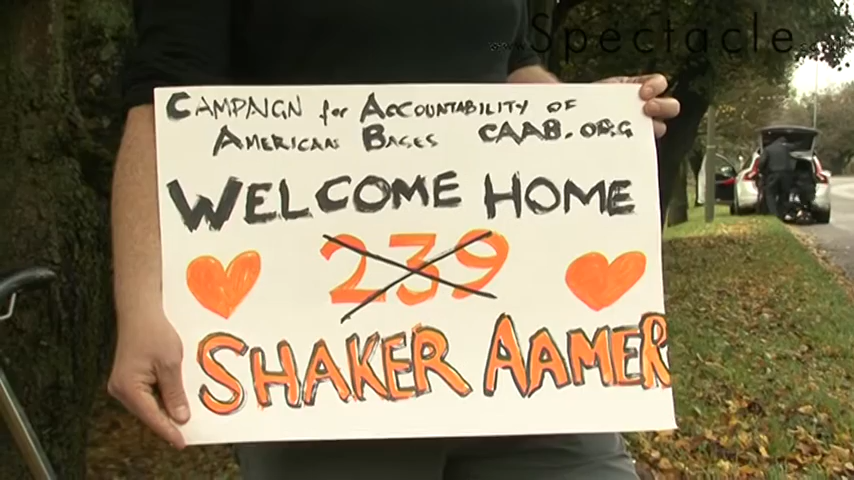 Spectacle
CAMPAIGN for ACCOUNTABILITY OF
AMERICAN BASES CAAB.ORG
WELCOME HOME
239
SHAKER AAMER